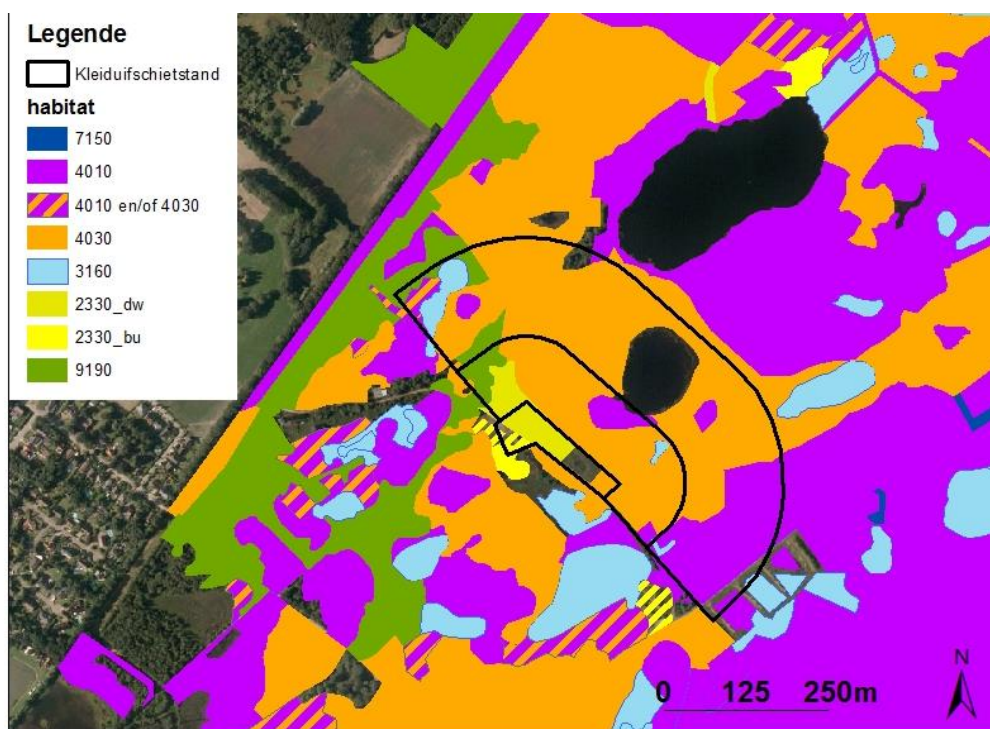 Legende
Kleiduifschietstand
habitat
7150
4010
4010 en/of 4030
4030
3160
2330_dw
2330_bu
9190
N
0 125 250m